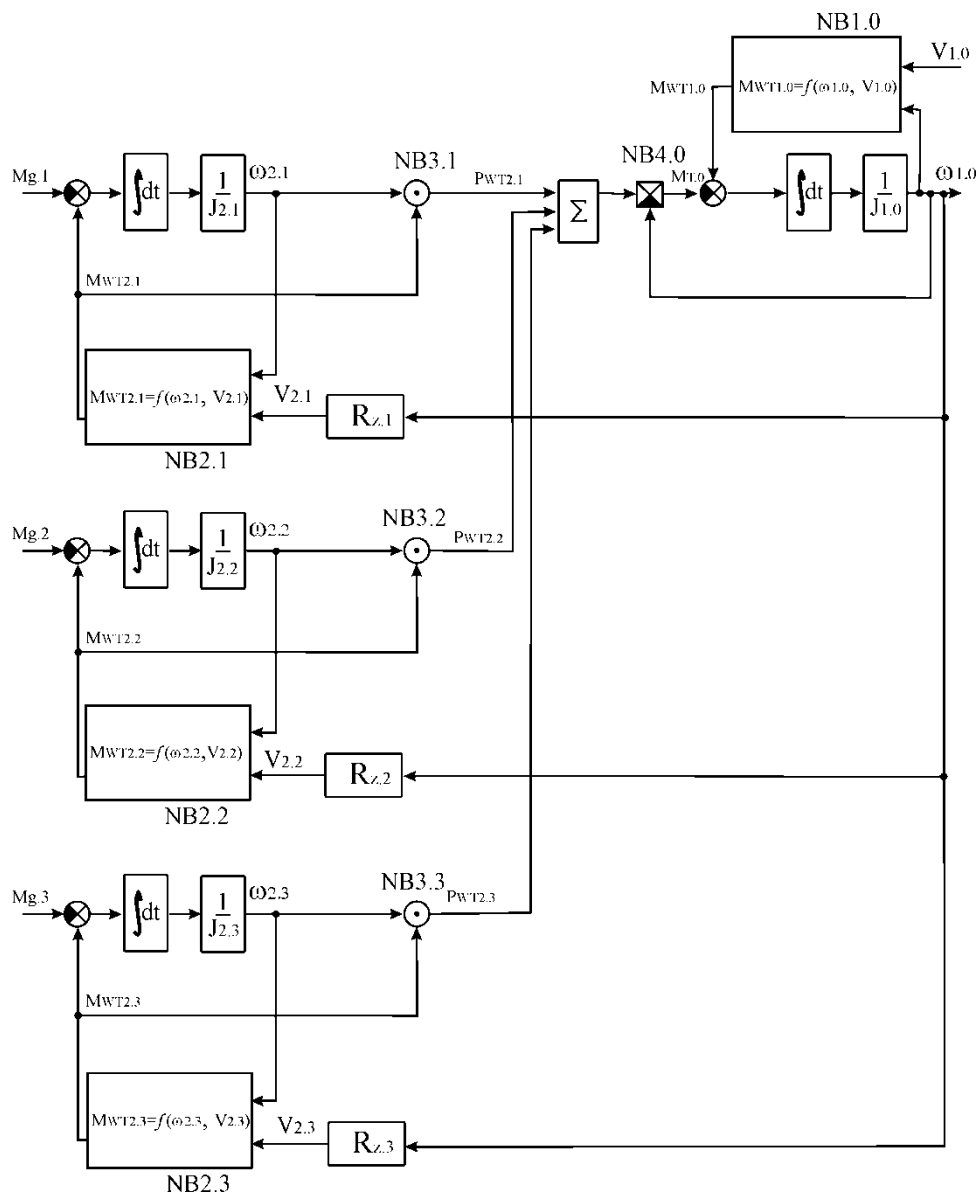 NB1.0
V1.0
MWT1.0
MWT1.0=f(ω1.0, V1.0)
Mg.1
∫dt
1
J2.1
ω2.1
NB3.1
PWT2.1
Σ
NB4.0
MT.0
∫dt
1
J1.0
ω1.0
MWT2.1
MWT2.1=f(ω2.1, V2.1)
V2.1
Rz.1
NB2.1
Mg.2
∫dt
1
J2.2
ω2.2
NB3.2
PWT2.2
MWT2.2
MWT2.2=f(ω2.2,V2.2)
V2.2
Rz.2
NB2.2
Mg.3
∫dt
1
J2.3
ω2.3
NB3.3
PWT2.3
MWT2.3
MWT2.3=f(ω2.3, V2.3)
V2.3
Rz.3
NB2.3